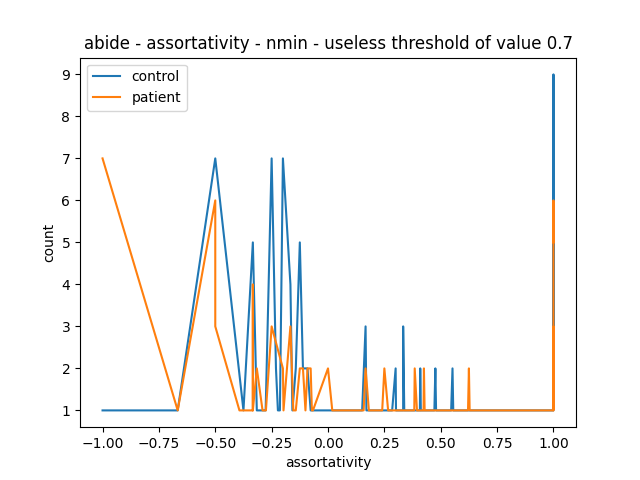 abide - assortativity - nmin - useless threshold of value 0.7
control
patient
9
8
7
6
5
4
3
2
1
count
−1.00 −0.75 −0.50 −0.25 0.00 0.25 0.50 0.75 1.00
assortativity